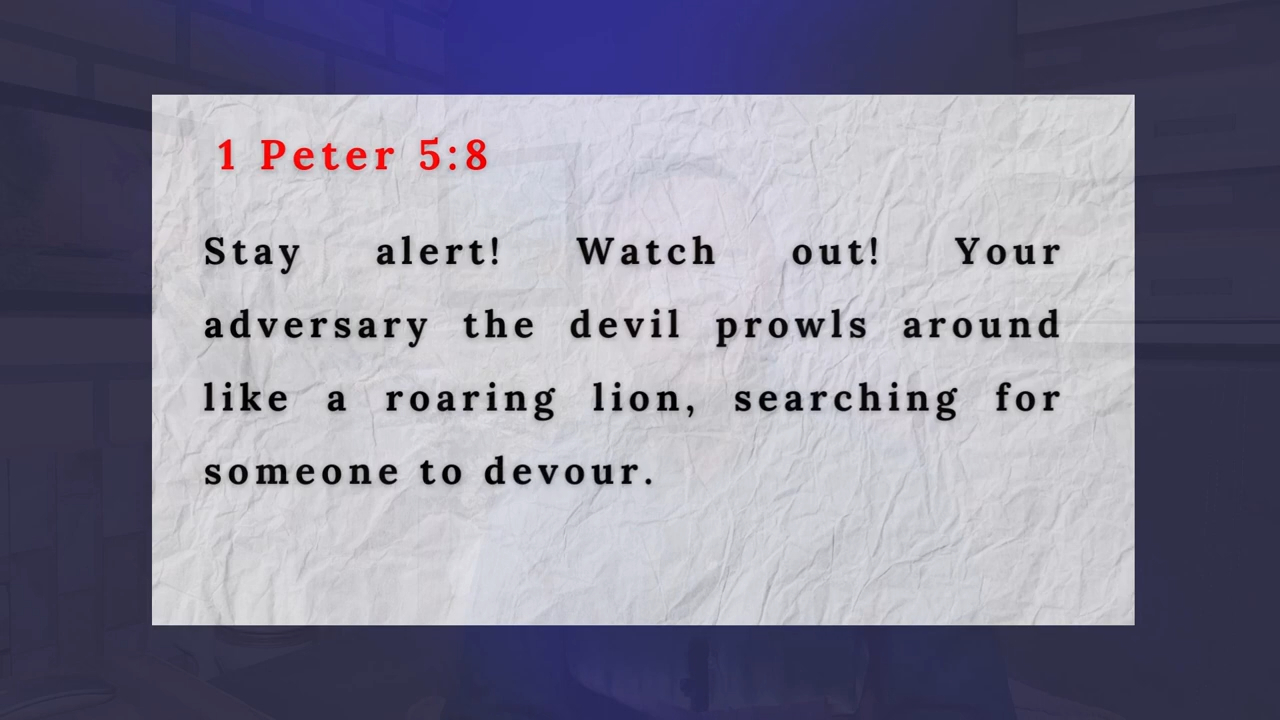 1 Peter 5:8
Stay alert! Watch out! Your
adversary the devil prowls around
like a roaring lion, searching for
someone to devour.